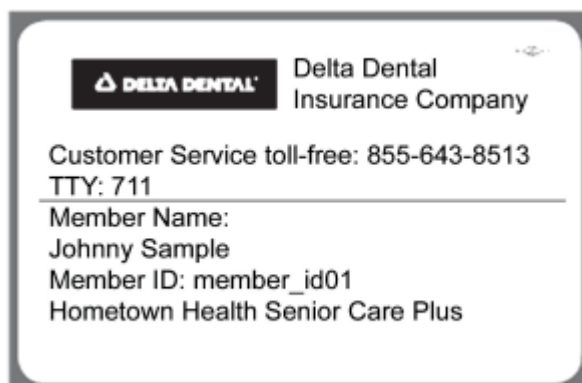 DELTA DENTAL
Delta Dental
Insurance Company
Customer Service toll-free: 855-643-8513
TTY: 711
Member Name:
Johnny Sample
Member ID: member_id01
Hometown Health Senior Care Plus